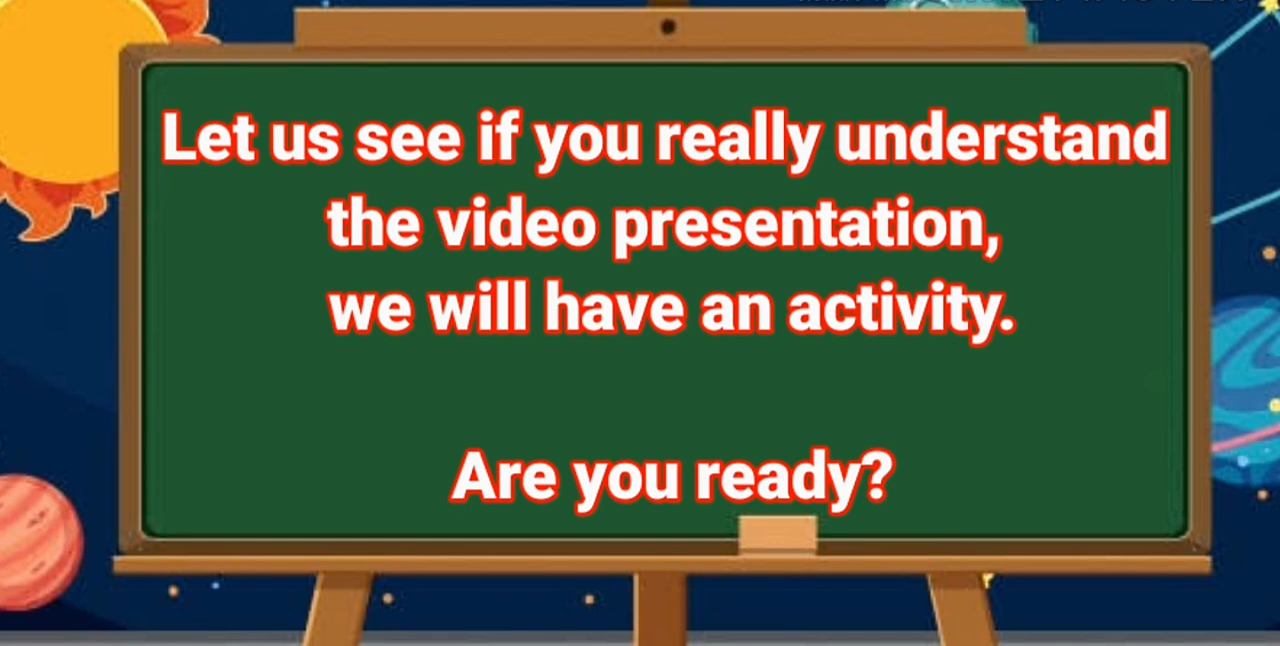 Let us see if you really understand
the video presentation,
we will have an activity.
Are you ready?